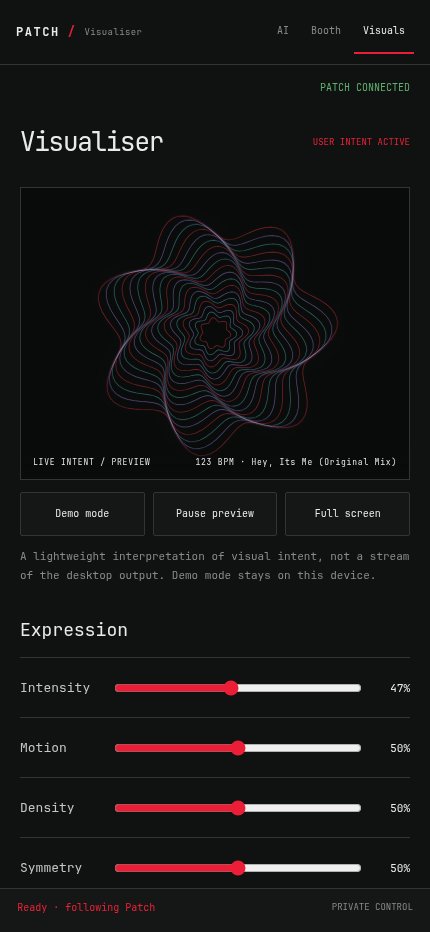 PATCH / Visualiser AI Booth Visuals
PATCH CONNECTED
Visualiser USER INTENT ACTIVE
LIVE INTENT / PREVIEW 123 BPM · Hey, Its Me (Original Mix)
Demo mode Pause preview Full screen
A lightweight interpretation of visual intent, not a stream
of the desktop output. Demo mode stays on this device.
Expression
Intensity 47%
Motion 50%
Density 50%
Symmetry 50%
Ready · following Patch PRIVATE CONTROL